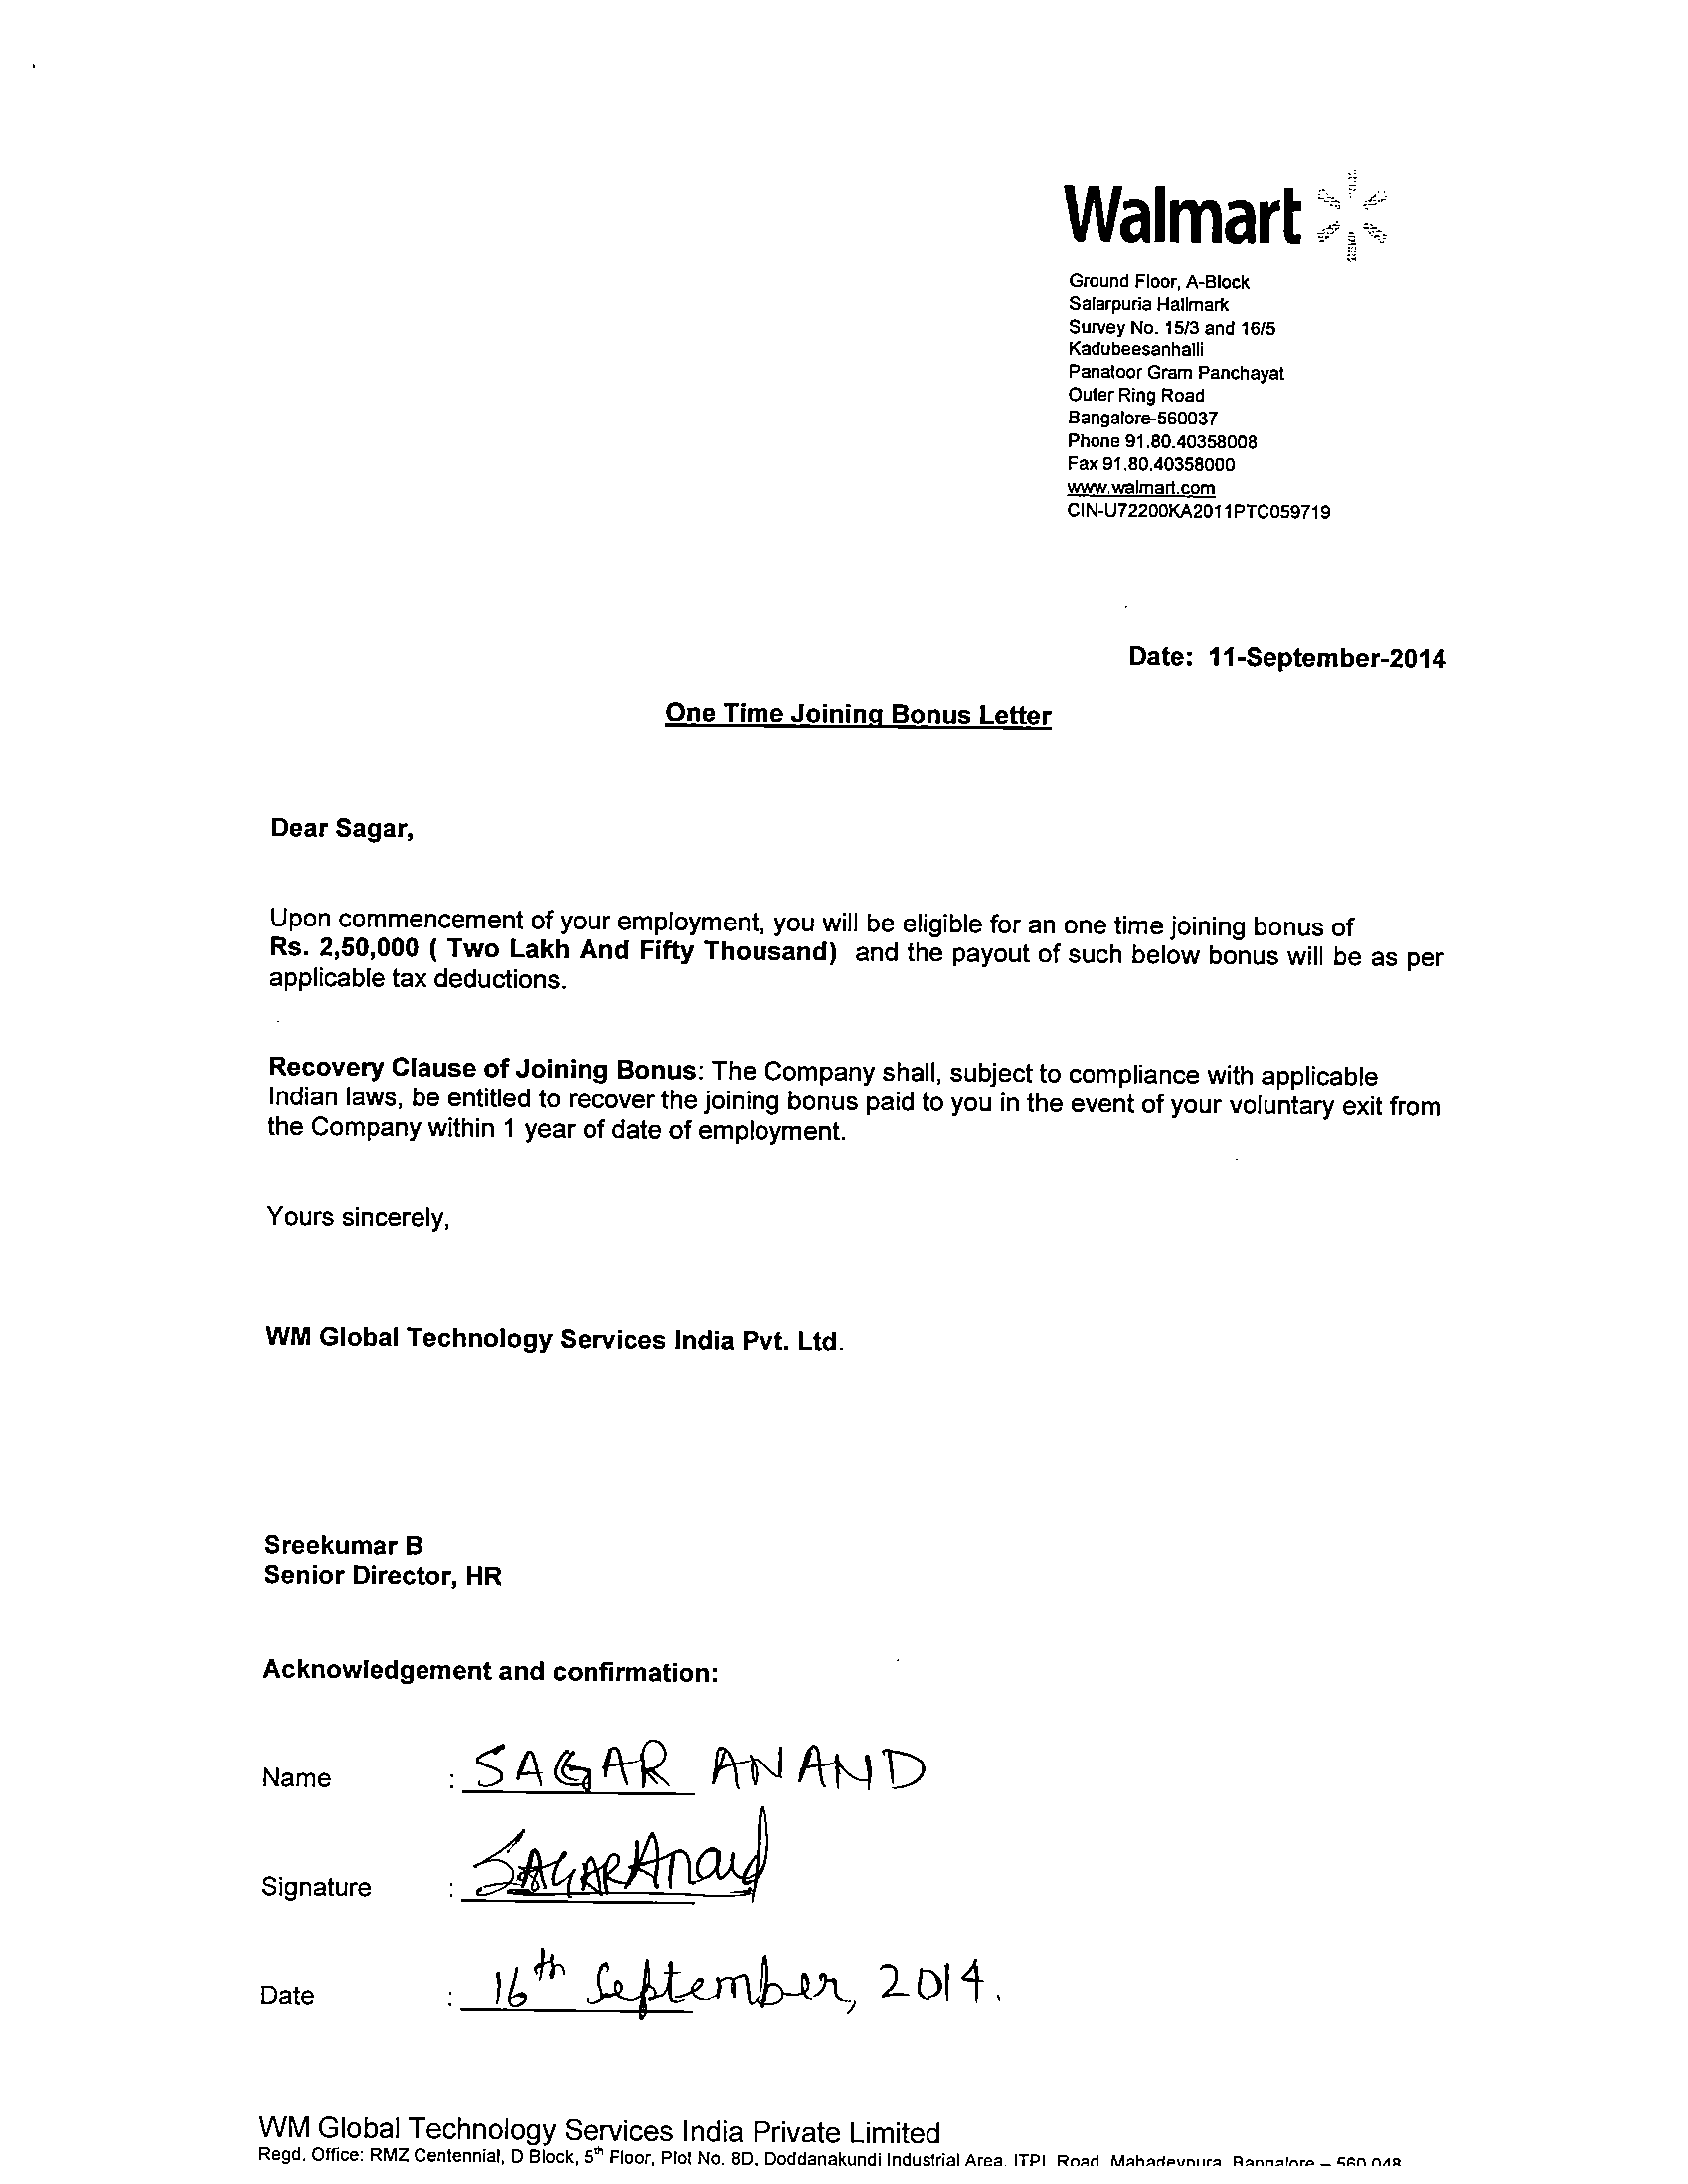 Walmart
Ground Floor, A-Block
Salarpuria Hallmark
Survey No. 15/3 and 16/5
Kadubeesanhalli
Panatoor Gram Panchayat
Outer Ring Road
Bangalore-560037
Phone 91.80.40358008
Fax 91.80.40358000
www.walmart.com
CIN-U72200KA2011PTC059719
Date: 11-September-2014
One Time Joining Bonus Letter
Dear Sagar,
Upon commencement of your employment, you will be eligible for an one time joining bonus of
Rs. 2,50,000 ( Two Lakh And Fifty Thousand) and the payout of such below bonus will be as per
applicable tax deductions.
Recovery Clause of Joining Bonus: The Company shall, subject to compliance with applicable
Indian laws, be entitled to recover the joining bonus paid to you in the event of your voluntary exit from
the Company within 1 year of date of employment.
Yours sincerely,
WM Global Technology Services India Pvt. Ltd.
Sreekumar B
Senior Director, HR
Acknowledgement and confirmation:
Name : SAGAR ANAND
Signature : SAGAR Anand
Date : 16th September, 2014.
WM Global Technology Services India Private Limited
Regd. Office: RMZ Centennial, D Block, 5th Floor, Plot No. 8D, Doddanakundi Industrial Area, ITPL Road, Mahadevpura, Bangalore – 560 048